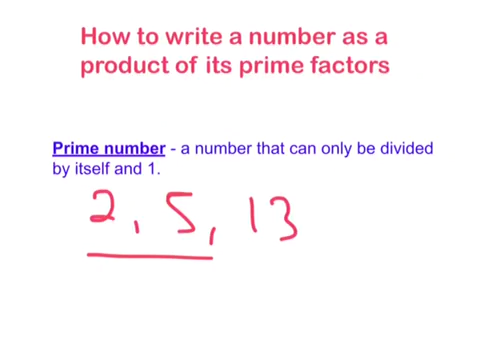 How to write a number as a
product of its prime factors
Prime number - a number that can only be divided
by itself and 1.
2, 5, 13